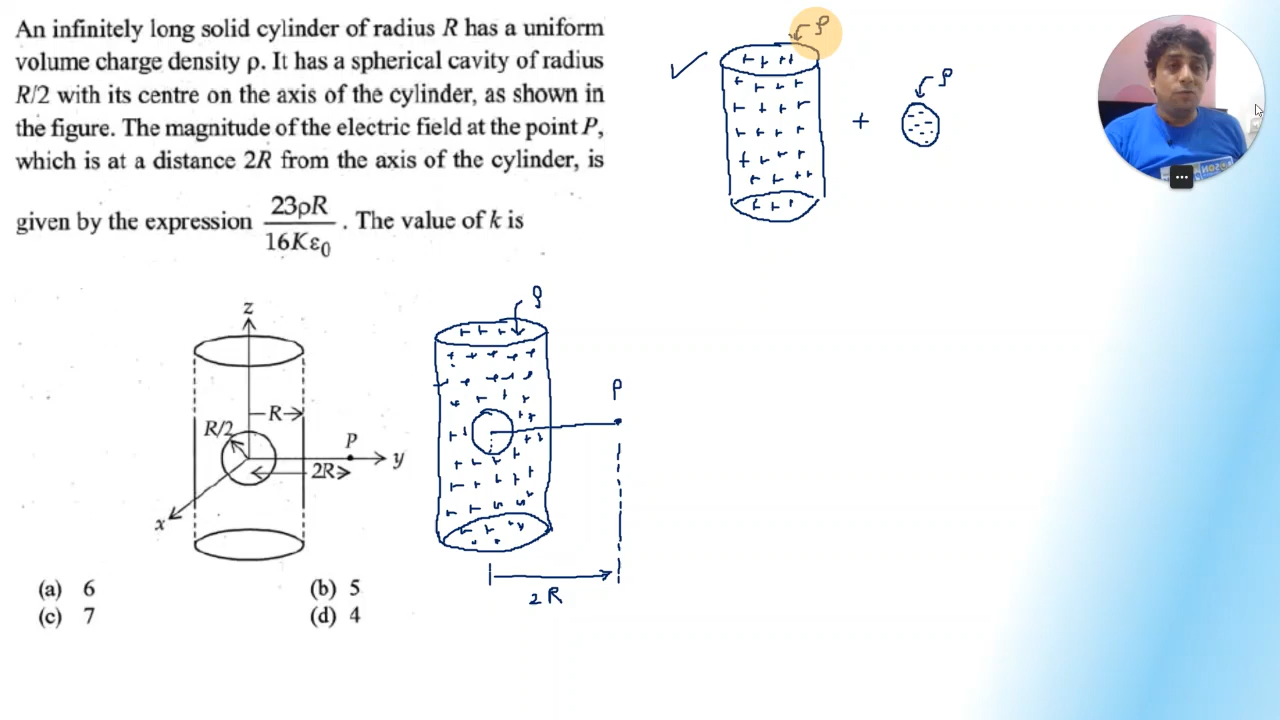 An infinitely long solid cylinder of radius R has a uniform
volume charge density ρ. It has a spherical cavity of radius
R/2 with its centre on the axis of the cylinder, as shown in
the figure. The magnitude of the electric field at the point P,
which is at a distance 2R from the axis of the cylinder, is
given by the expression 23ρR/16Kε₀ . The value of k is
z
R
R/2
P
y
2R
x
(a) 6
(b) 5
(c) 7
(d) 4
ρ
P
2R
ρ
+
ρ